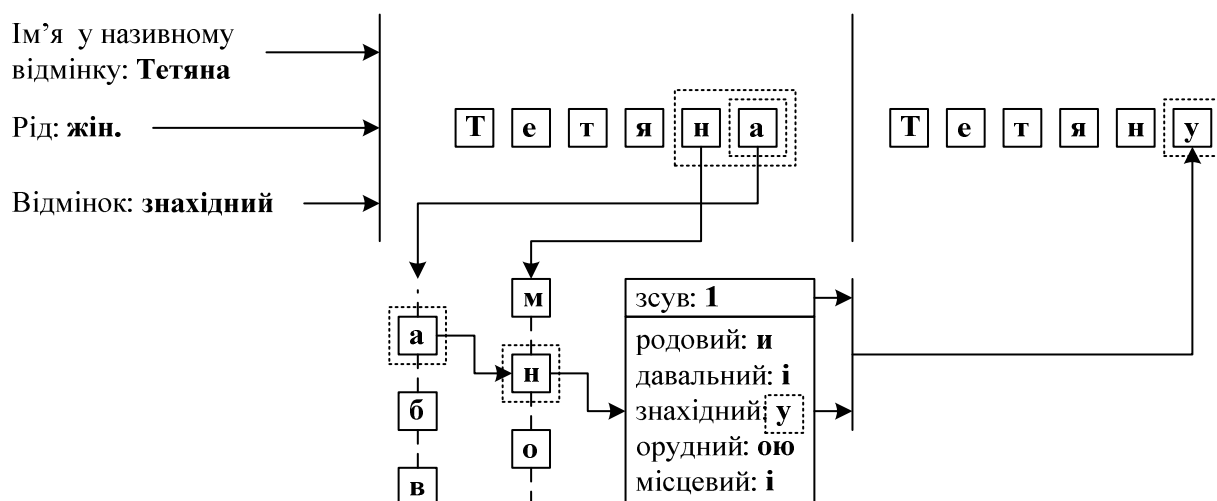 Ім’я у називному
відмінку: Тетяна
Рід: жін.
Відмінок: знахідний
Т е т я н а
Т е т я н у
а
б
в
м
н
о
зсув: 1
родовий: и
давальний: і
знахідний: у
орудний: ою
місцевий: і